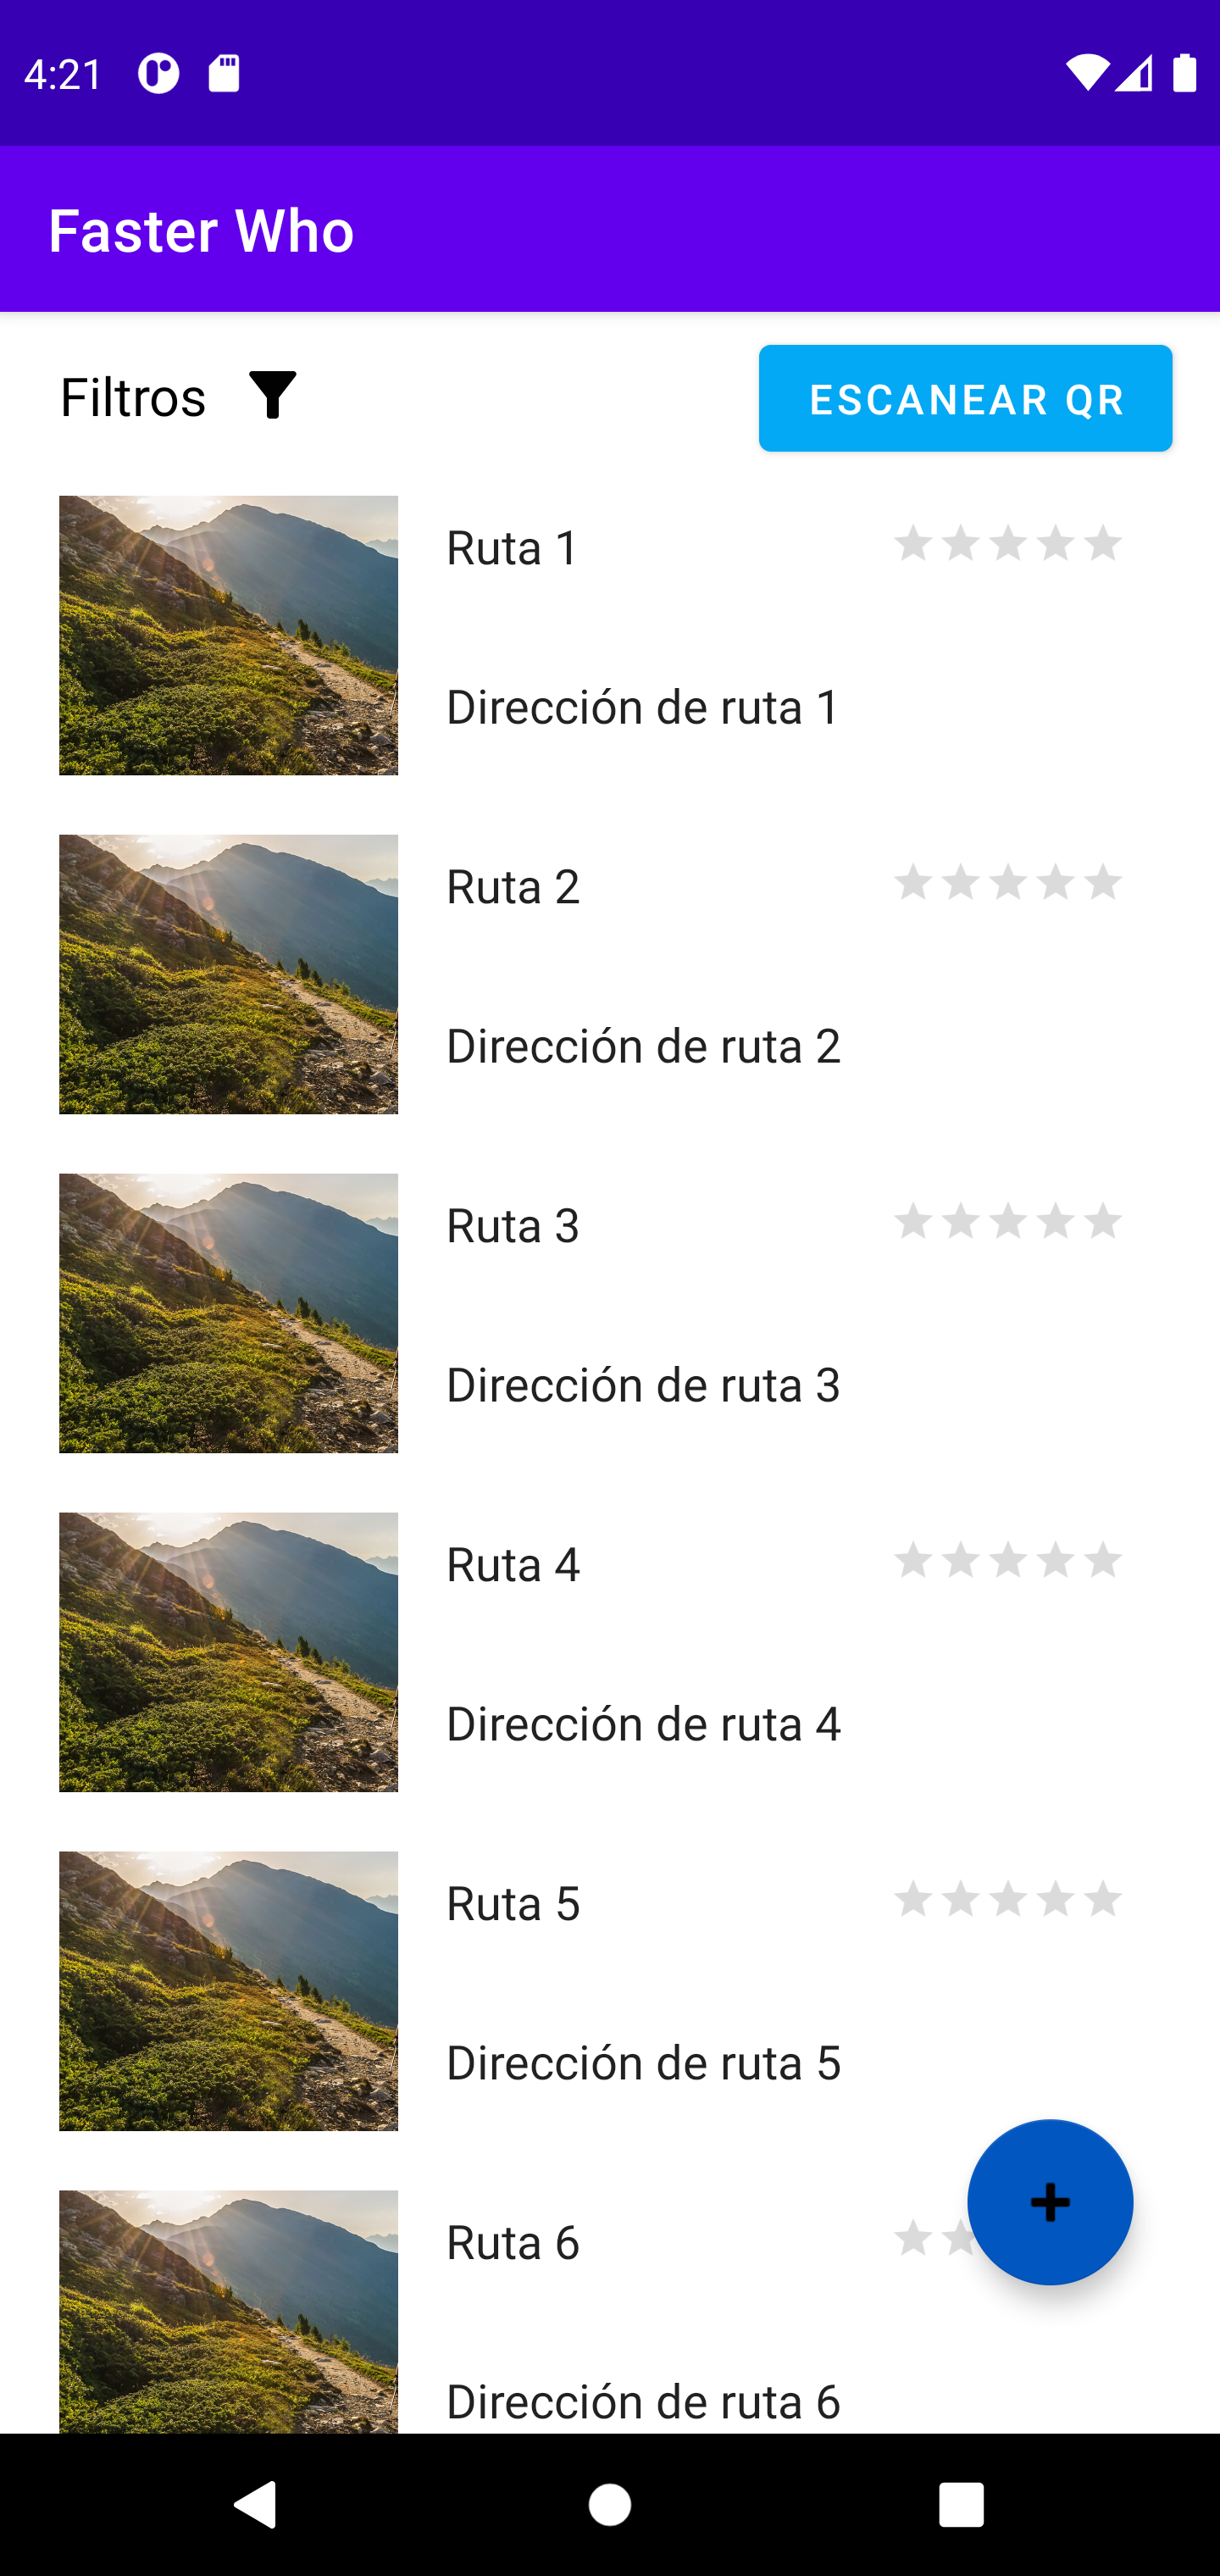 4:21
Faster Who
Filtros
ESCANEAR QR
Ruta 1
Dirección de ruta 1
Ruta 2
Dirección de ruta 2
Ruta 3
Dirección de ruta 3
Ruta 4
Dirección de ruta 4
Ruta 5
Dirección de ruta 5
Ruta 6
Dirección de ruta 6